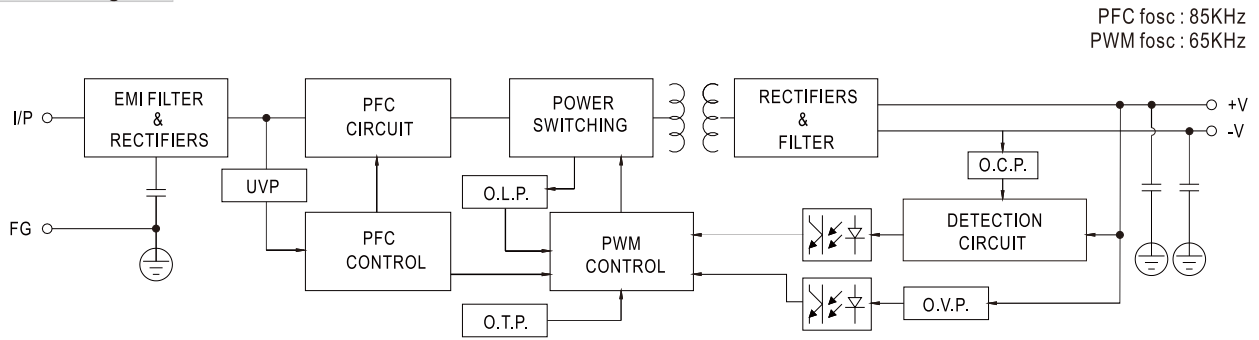 PFC fosc : 85KHz
PWM fosc : 65KHz
I/P
EMI FILTER
&
RECTIFIERS
PFC
CIRCUIT
POWER
SWITCHING
RECTIFIERS
&
FILTER
+V
-V
UVP
O.L.P.
O.C.P.
FG
PFC
CONTROL
PWM
CONTROL
DETECTION
CIRCUIT
O.T.P.
O.V.P.